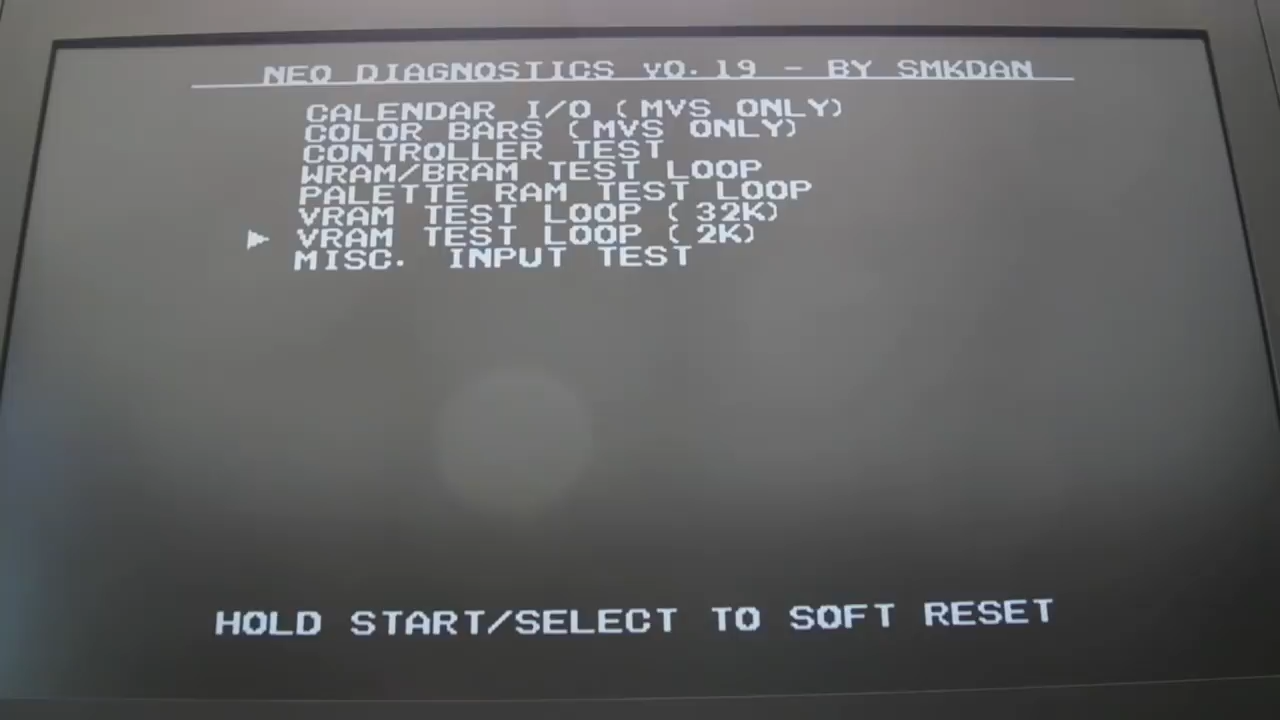 NEO DIAGNOSTICS v0.19 - BY SMKDAN
CALENDAR I/O (MVS ONLY)
COLOR BARS (MVS ONLY)
CONTROLLER TEST
WRAM/BRAM TEST LOOP
PALETTE RAM TEST LOOP
VRAM TEST LOOP (32K)
VRAM TEST LOOP (2K)
MISC. INPUT TEST
HOLD START/SELECT TO SOFT RESET